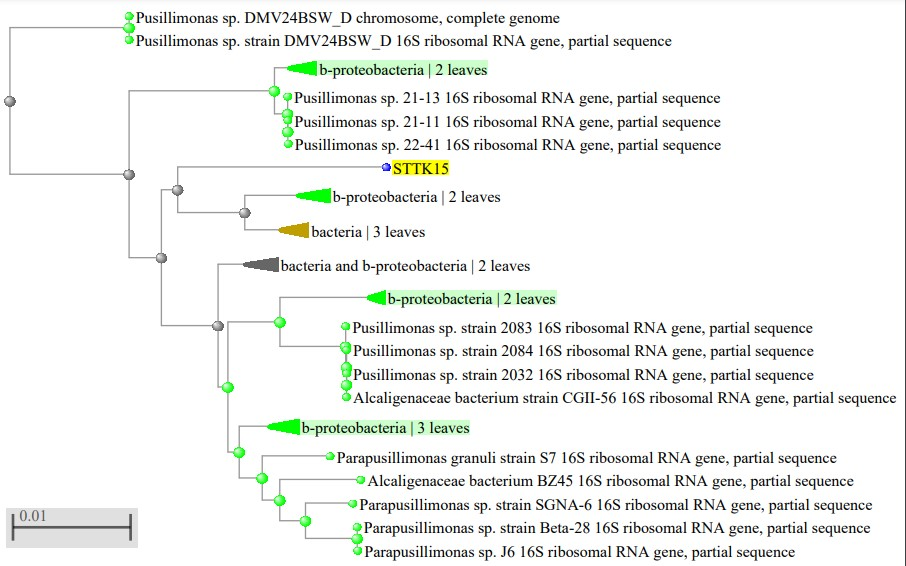 Pusillimonas sp. DMV24BSW_D chromosome, complete genome
Pusillimonas sp. strain DMV24BSW_D 16S ribosomal RNA gene, partial sequence
b-proteobacteria | 2 leaves
Pusillimonas sp. 21-13 16S ribosomal RNA gene, partial sequence
Pusillimonas sp. 21-11 16S ribosomal RNA gene, partial sequence
Pusillimonas sp. 22-41 16S ribosomal RNA gene, partial sequence
STTK15
b-proteobacteria | 2 leaves
bacteria | 3 leaves
bacteria and b-proteobacteria | 2 leaves
b-proteobacteria | 2 leaves
Pusillimonas sp. strain 2083 16S ribosomal RNA gene, partial sequence
Pusillimonas sp. strain 2084 16S ribosomal RNA gene, partial sequence
Pusillimonas sp. strain 2032 16S ribosomal RNA gene, partial sequence
Alcaligenaceae bacterium strain CGII-56 16S ribosomal RNA gene, partial sequence
b-proteobacteria | 3 leaves
Parapusillimonas granuli strain S7 16S ribosomal RNA gene, partial sequence
Alcaligenaceae bacterium BZ45 16S ribosomal RNA gene, partial sequence
Parapusillimonas sp. strain SGNA-6 16S ribosomal RNA gene, partial sequence
0.01
Parapusillimonas sp. strain Beta-28 16S ribosomal RNA gene, partial sequence
Parapusillimonas sp. J6 16S ribosomal RNA gene, partial sequence